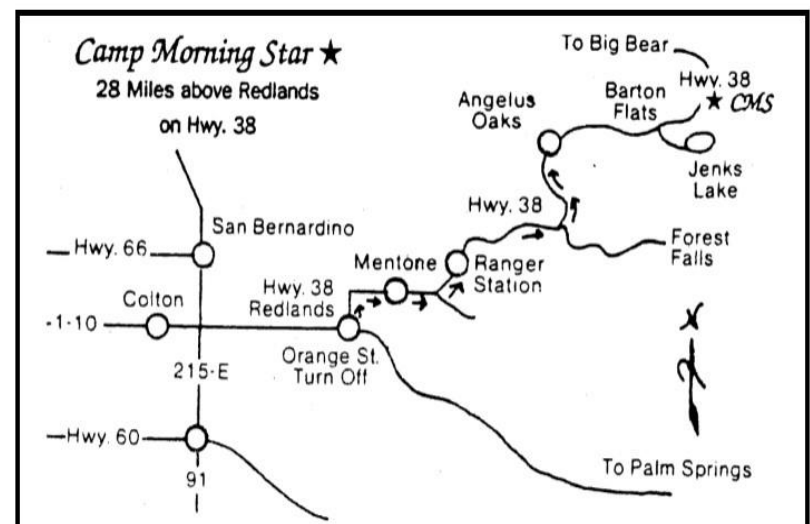 Camp Morning Star ★
28 Miles above Redlands
on Hwy. 38
To Big Bear
Hwy. 38
★ CMS
Barton
Flats
Angelus
Oaks
Jenks
Lake
Hwy. 38
San Bernardino
Hwy. 66
Forest
Falls
Mentone
Ranger
Station
Hwy. 38
Redlands
Colton
-1-10
Orange St.
Turn Off
215-E
Hwy. 60
91
To Palm Springs